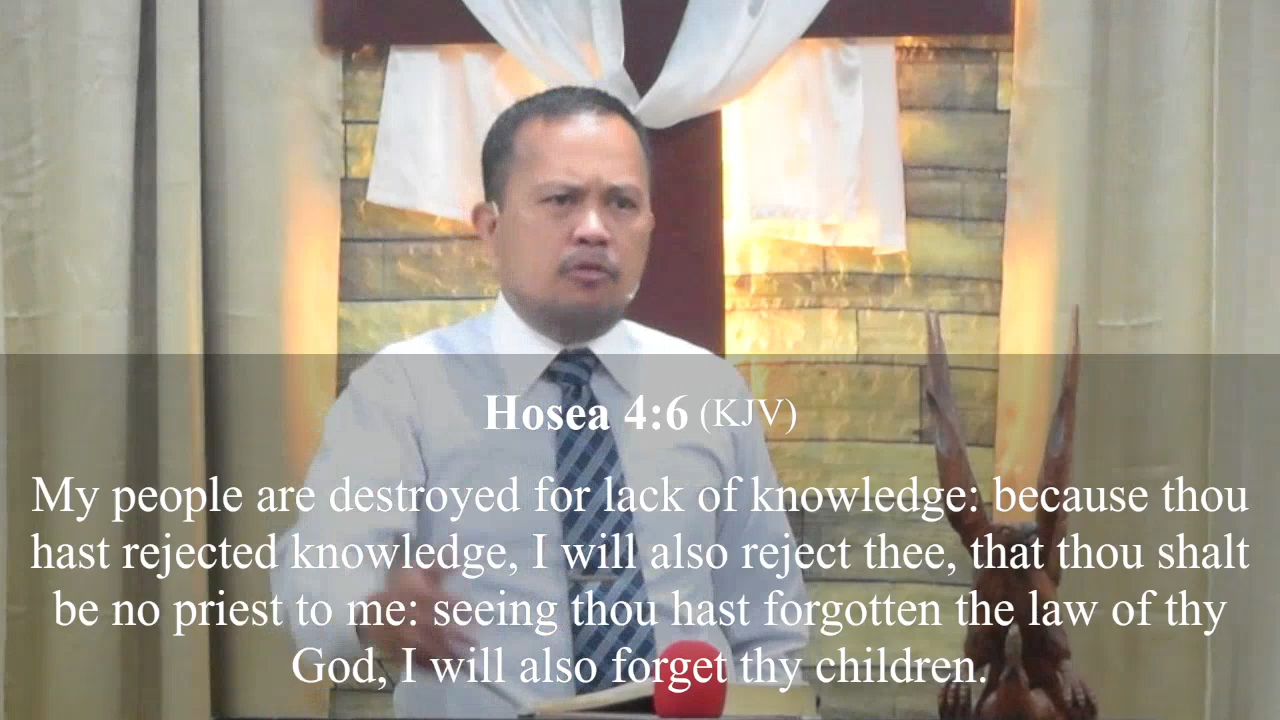 Hosea 4:6 (KJV)
My people are destroyed for lack of knowledge: because thou
hast rejected knowledge, I will also reject thee, that thou shalt
be no priest to me: seeing thou hast forgotten the law of thy
God, I will also forget thy children.